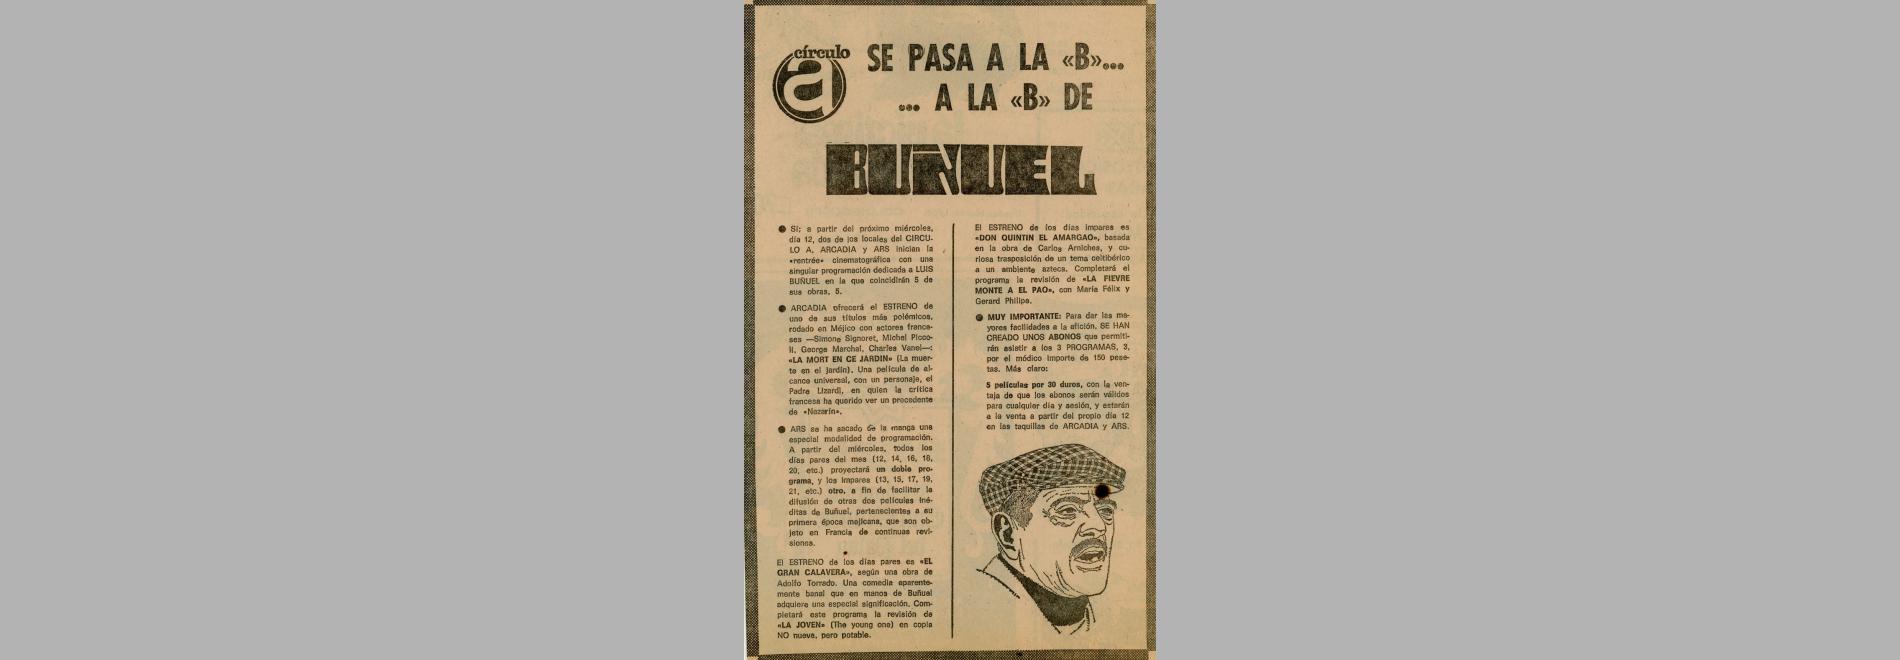 círculo
a
SE PASA A LA «B»...
... A LA «B» DE
BUÑUEL
Sí; a partir del próximo miércoles,
día 12, dos de los locales del CIRCU-
LO A, ARCADIA y ARS inician la
«rentrée» cinematográfica con una
singular programación dedicada a LUIS
BUÑUEL en la que coincidirán 5 de
sus obras, 5.
ARCADIA ofrecerá el ESTRENO de
uno de sus títulos más polémicos,
rodado en Méjico con actores france-
ses —Simone Signoret, Michel Picco-
li, George Marchal, Charles Vanel—:
«LA MORT EN CE JARDIN» (La muer-
te en el jardín). Una película de al-
cance universal, con un personaje, el
Padre Lizardi, en quien la crítica
francesa ha querido ver un precedente
de «Nazarín».
ARS se ha sacado de la manga una
especial modalidad de programación.
A partir del miércoles, todos los
días pares del mes (12, 14, 16, 18,
20, etc.) proyectará un doble pro-
grama, y los impares (13, 15, 17, 19,
21, etc.) otro, a fin de facilitar la
difusión de otras dos películas iné-
ditas de Buñuel, pertenecientes a su
primera época mejicana, que son ob-
jeto en Francia de continuas revi-
siones.
El ESTRENO de los días pares es «EL
GRAN CALAVERA», según una obra de
Adolfo Torrado. Una comedia aparente-
mente banal que en manos de Buñuel
adquiere una especial significación. Com-
pletará este programa la revisión de
«LA JOVEN» (The young one) en copia
NO nueva, pero potable.
El ESTRENO de los días impares es
«DON QUINTIN EL AMARGAO», basada
en la obra de Carlos Arniches, y cu-
riosa trasposición de un tema celtibérico
a un ambiente azteca. Completará el
programa la revisión de «LA FIEVRE
MONTE A EL PAO», con María Félix y
Gerard Philipe.
MUY IMPORTANTE: Para dar las ma-
yores facilidades a la afición, SE HAN
CREADO UNOS ABONOS que permiti-
rán asistir a los 3 PROGRAMAS, 3,
por el módico importe de 150 pese-
tas. Más claro:
5 películas por 30 duros, con la ven-
taja de que los abonos serán válidos
para cualquier día y sesión, y estarán
a la venta a partir del propio día 12
en las taquillas de ARCADIA y ARS.